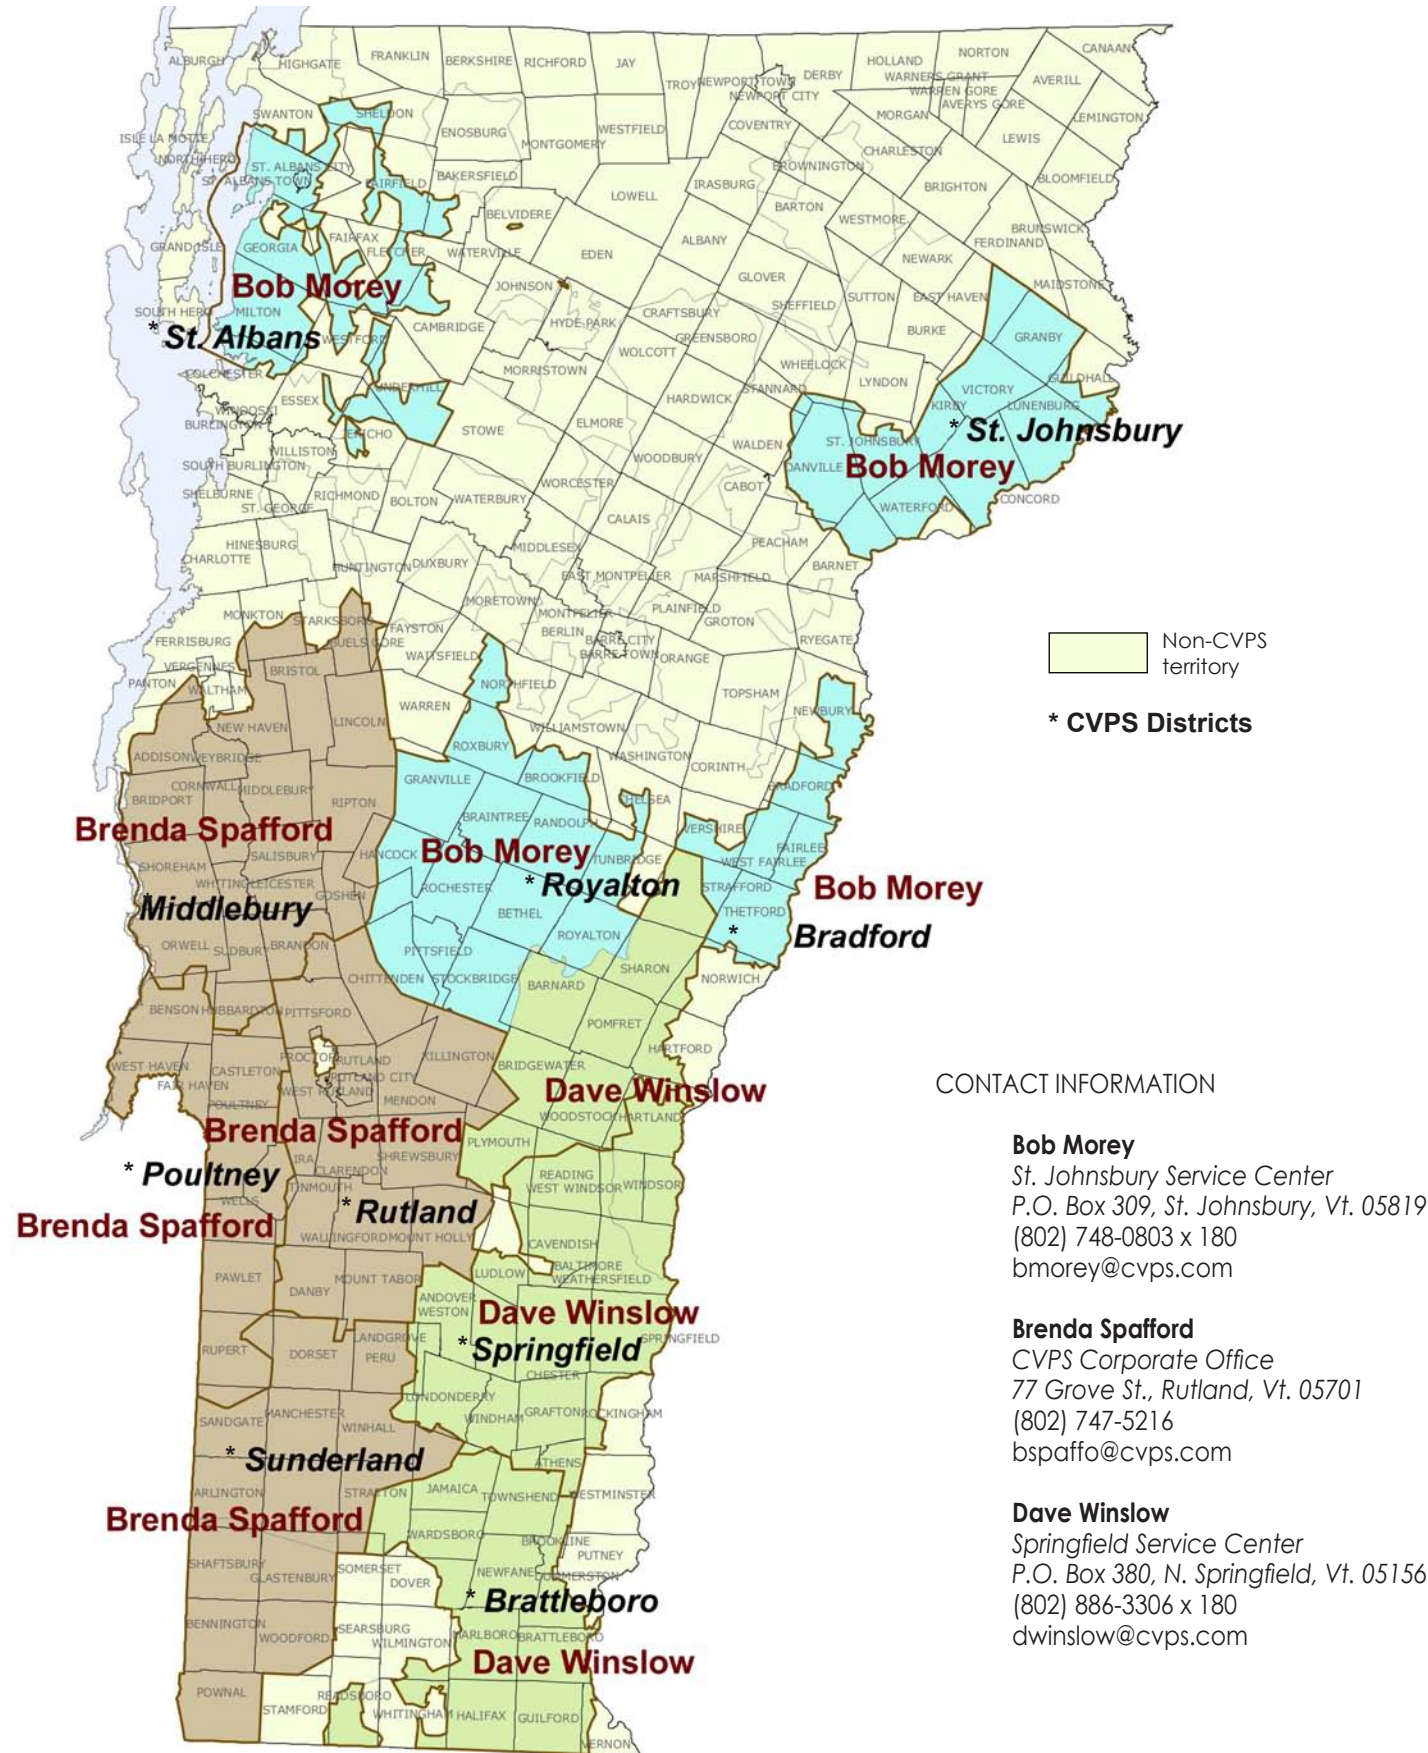 ALBURGH
HIGHGATE
FRANKLIN
BERKSHIRE
RICHFORD
JAY
TROY
NEWPORT TOWN
NEWPORT CITY
DERBY
HOLLAND
NORTON
CANAAN
WARNERS GRANT
WARREN GORE
AVERYS GORE
AVERILL
LEMINGTON
MORGAN
LEWIS
SWANTON
SHELDON
ENOSBURG
MONTGOMERY
WESTFIELD
COVENTRY
CHARLESTON
BROWNINGTON
ISLE LA MOTTE
NORTH HERO
ST. ALBANS CITY
ST. ALBANS TOWN
FAIRFIELD
BAKERSFIELD
LOWELL
IRASBURG
BARTON
BRIGHTON
BLOOMFIELD
BELVIDERE
WESTMORE
BRUNSWICK
FERDINAND
GRAND ISLE
GEORGIA
FAIRFAX
FLETCHER
WATERVILLE
EDEN
ALBANY
NEWARK
GLOVER
Bob Morey
JOHNSON
SHEFFIELD
SUTTON
EAST HAVEN
MAIDSTONE
SOUTH HERO
MILTON
CRAFTSBURY
HYDE PARK
CAMBRIDGE
* St. Albans
WESTFORD
GREENSBORO
BURKE
GRANBY
WOLCOTT
WHEELOCK
COLCHESTER
MORRISTOWN
STANNARD
LYNDON
VICTORY
GUILDHALL
UNDERHILL
ESSEX
HARDWICK
KIRBY
LUNENBURG
WINOOSKI
BURLINGTON
JERICHO
STOWE
ELMORE
WALDEN
ST. JOHNSBURY
* St. Johnsbury
WILLISTON
WOODBURY
DANVILLE
Bob Morey
SOUTH BURLINGTON
SHELBURNE
ST. GEORGE
RICHMOND
BOLTON
WATERBURY
WORCESTER
CABOT
WATERFORD
CONCORD
CALAIS
HINESBURG
CHARLOTTE
MIDDLESEX
PEACHAM
HUNTINGTON
DUXBURY
EAST MONTPELIER
MARSHFIELD
BARNET
MONKTON
STARKSBORO
MORETOWN
MONTPELIER
PLAINFIELD
GROTON
FERRISBURG
BUELS GORE
FAYSTON
BERLIN
BARRE CITY
BARRE TOWN
RYEGATE
VERGENNES
BRISTOL
WAITSFIELD
ORANGE
PANTON
WALTHAM
NORTHFIELD
TOPSHAM
NEWBURY
NEW HAVEN
LINCOLN
WARREN
WILLIAMSTOWN
Non-CVPS
territory
* CVPS Districts
ADDISON
WEYBRIDGE
ROXBURY
WASHINGTON
CORINTH
BRIDPORT
CORNWALL
MIDDLEBURY
RIPTON
GRANVILLE
BROOKFIELD
CHELSEA
BRADFORD
Brenda Spafford
BRAINTREE
RANDOLPH
VERSHIRE
FAIRLEE
SHOREHAM
SALISBURY
HANCOCK
Bob Morey
TUNBRIDGE
WEST FAIRLEE
WHITING
LEICESTER
GOSHEN
ROCHESTER
* Royalton
STRAFFORD
Bob Morey
Middlebury
BETHEL
THETFORD
*
Bradford
ORWELL
SUDBURY
BRANDON
PITTSFIELD
ROYALTON
CHITTENDEN
STOCKBRIDGE
BARNARD
SHARON
NORWICH
BENSON
HUBBARDTON
PITTSFORD
POMFRET
WEST HAVEN
FAIR HAVEN
CASTLETON
PROCTOR
RUTLAND
RUTLAND CITY
WEST RUTLAND
KILLINGTON
BRIDGEWATER
HARTFORD
CONTACT INFORMATION
Dave Winslow
POULTNEY
MENDON
WOODSTOCK
HARTLAND
Brenda Spafford
PLYMOUTH
* Poultney
IRA
CLARENDON
SHREWSBURY
READING
TINMOUTH
WEST WINDSOR
WINDSOR
WELLS
* Rutland
Brenda Spafford
WALLINGFORD
MOUNT HOLLY
CAVENDISH
Bob Morey
St. Johnsbury Service Center
P.O. Box 309, St. Johnsbury, Vt. 05819
(802) 748-0803 x 180
bmorey@cvps.com
PAWLET
DANBY
MOUNT TABOR
LUDLOW
BALTIMORE
WEATHERSFIELD
ANDOVER
WESTON
Dave Winslow
RUPERT
DORSET
LANDGROVE
PERU
* Springfield
SPRINGFIELD
CHESTER
Brenda Spafford
CVPS Corporate Office
77 Grove St., Rutland, Vt. 05701
(802) 747-5216
bspaffo@cvps.com
LONDONDERRY
SANDGATE
MANCHESTER
WINHALL
WINDHAM
GRAFTON
ROCKINGHAM
* Sunderland
ATHENS
ARLINGTON
STRATTON
JAMAICA
TOWNSHEND
WESTMINSTER
Brenda Spafford
WARDSBORO
BROOKLINE
PUTNEY
SHAFTSBURY
GLASTENBURY
SOMERSET
DOVER
NEWFANE
DUMMERSTON
* Brattleboro
BENNINGTON
WOODFORD
SEARSBURG
WILMINGTON
MARLBORO
BRATTLEBORO
Dave Winslow
POWNAL
STAMFORD
READSBORO
WHITINGHAM
HALIFAX
GUILFORD
VERNON
Dave Winslow
Springfield Service Center
P.O. Box 380, N. Springfield, Vt. 05156
(802) 886-3306 x 180
dwinslow@cvps.com